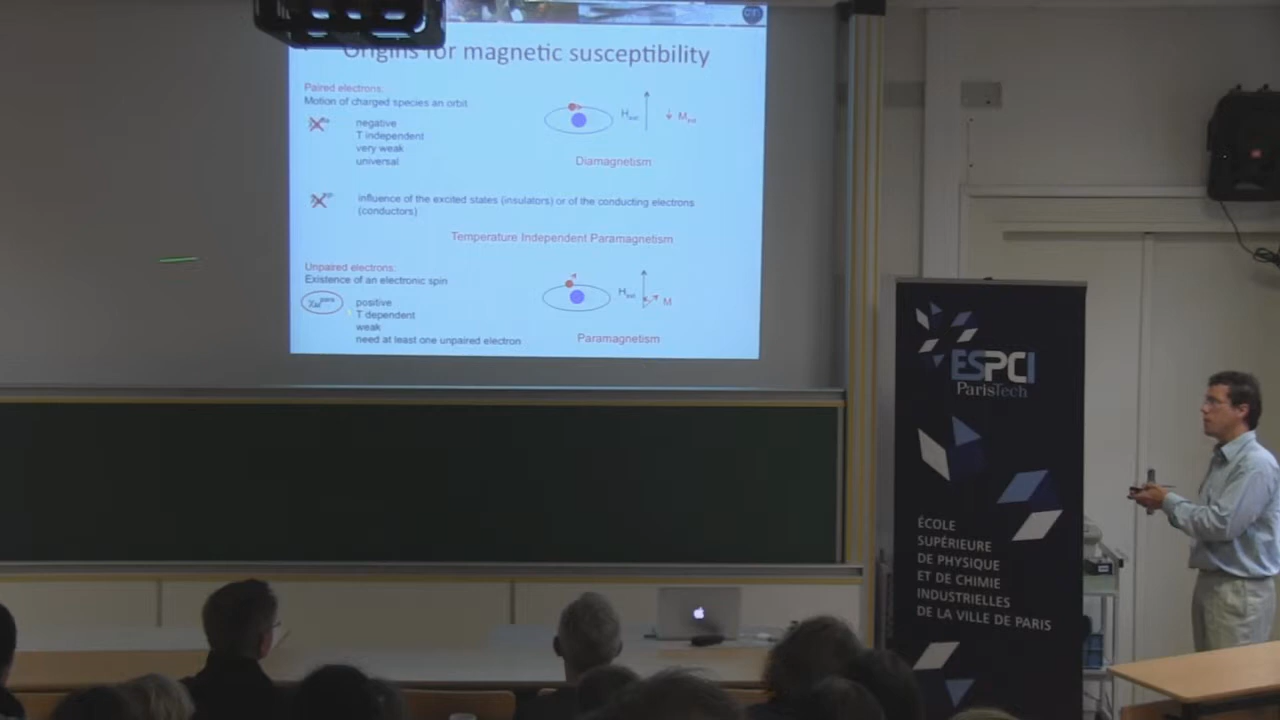 Origins for magnetic susceptibility
Paired electrons:
Motion of charged species an orbit
negative
T independent
very weak
universal
Hext
Mint
Diamagnetism
influence of the excited states (insulators) or of the conducting electrons
(conductors)
Temperature Independent Paramagnetism
Unpaired electrons:
Existence of an electronic spin
χM para
positive
T dependent
weak
need at least one unpaired electron
Hext
M
Paramagnetism
ESPCI
ParisTech
ÉCOLE
SUPÉRIEURE
DE PHYSIQUE
ET DE CHIMIE
INDUSTRIELLES
DE LA VILLE DE PARIS